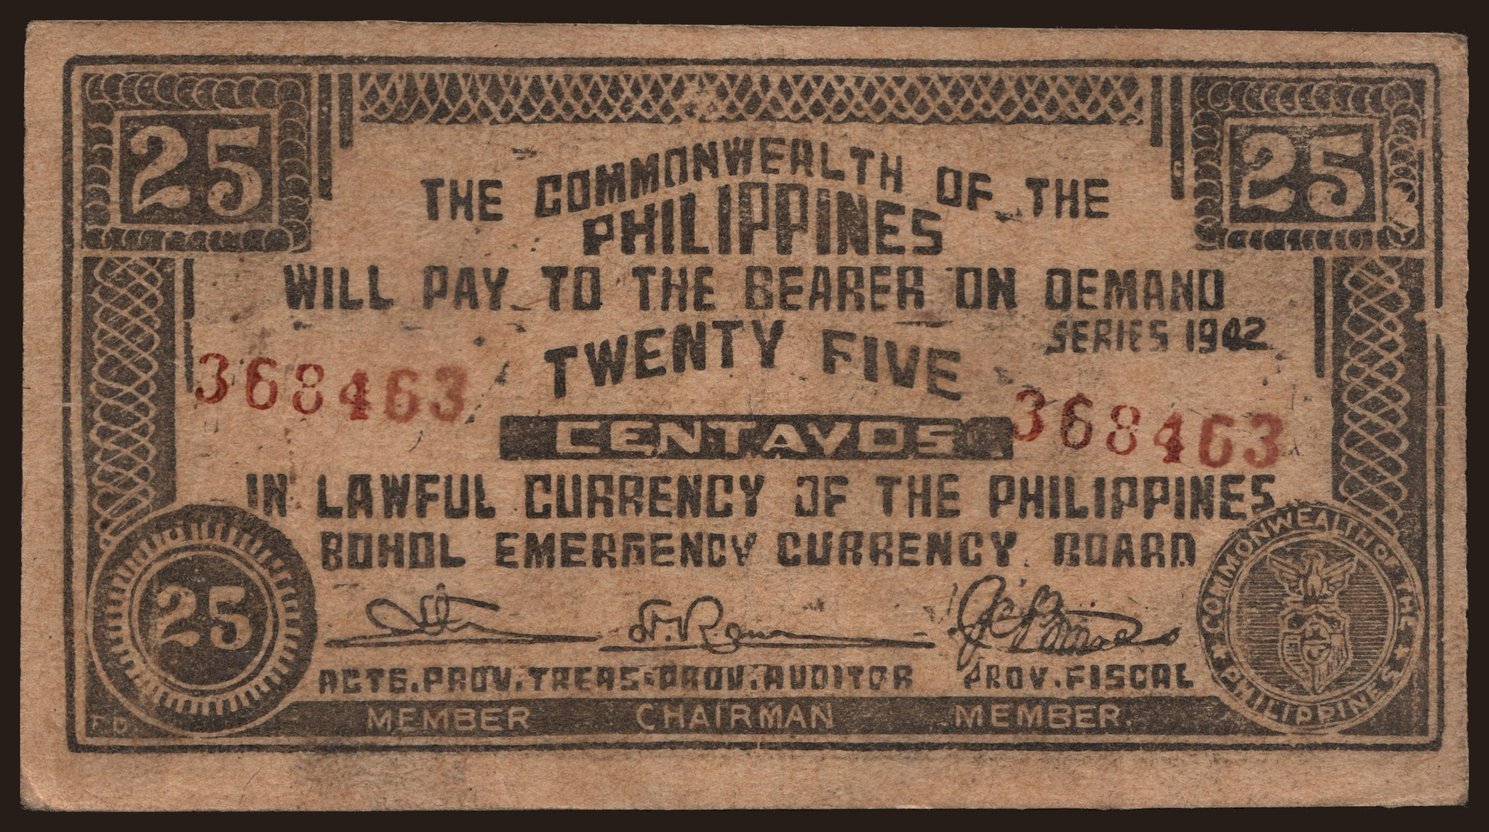 25 25
THE COMMONWEALTH OF THE
PHILIPPINES
WILL PAY TO THE BEARER ON DEMAND
SERIES 1942
TWENTY FIVE
368463
CENTAVOS
368463
IN LAWFUL CURRENCY OF THE PHILIPPINES
BOHOL EMERGENCY CURRENCY BOARD
25
COMMONWEALTH OF THE PHILIPPINES
ACTG.PROV.TREAS. PROV.AUDITOR PROV.FISCAL
F.D. MEMBER CHAIRMAN MEMBER.